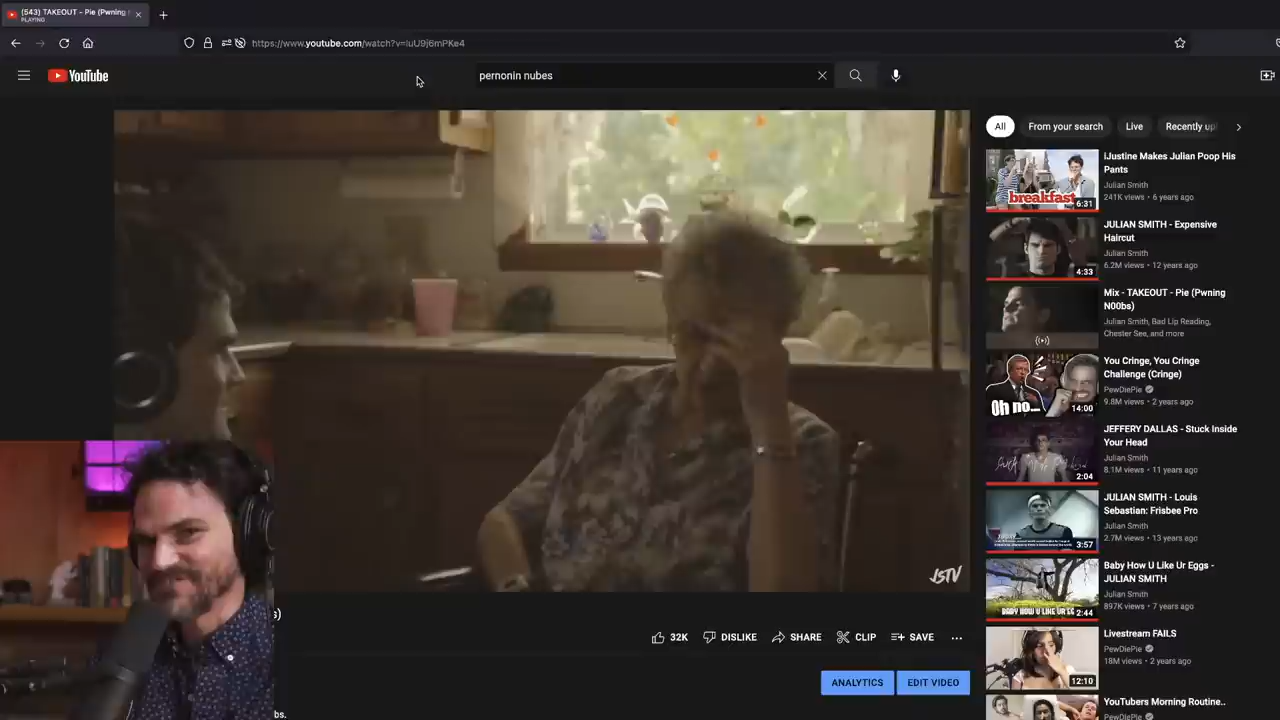 (543) TAKEOUT - Pie (Pwning
PLAYING
https://www.youtube.com/watch?v=IuU9j6mPKe4
YouTube
pernonin nubes
All
From your search
Live
Recently up
breakfast
6:31
iJustine Makes Julian Poop His
Pants
Julian Smith
241K views • 6 years ago
4:33
JULIAN SMITH - Expensive
Haircut
Julian Smith
6.2M views • 12 years ago
Mix - TAKEOUT - Pie (Pwning
N00bs)
Julian Smith, Bad Lip Reading,
Chester See, and more
Oh no...
14:00
You Cringe, You Cringe
Challenge (Cringe)
PewDiePie
9.8M views • 2 years ago
2:04
JEFFERY DALLAS - Stuck Inside
Your Head
Julian Smith
8.1M views • 11 years ago
3:57
JULIAN SMITH - Louis
Sebastian: Frisbee Pro
Julian Smith
2.7M views • 13 years ago
BABY HOW U LIKE UR EG
2:44
Baby How U Like Ur Eggs -
JULIAN SMITH
Julian Smith
897K views • 7 years ago
12:10
Livestream FAILS
PewDiePie
18M views • 2 years ago
YouTubers Morning Routine..
PewDiePie
JSTV
s)
32K
DISLIKE
SHARE
CLIP
SAVE
ANALYTICS
EDIT VIDEO
bs.